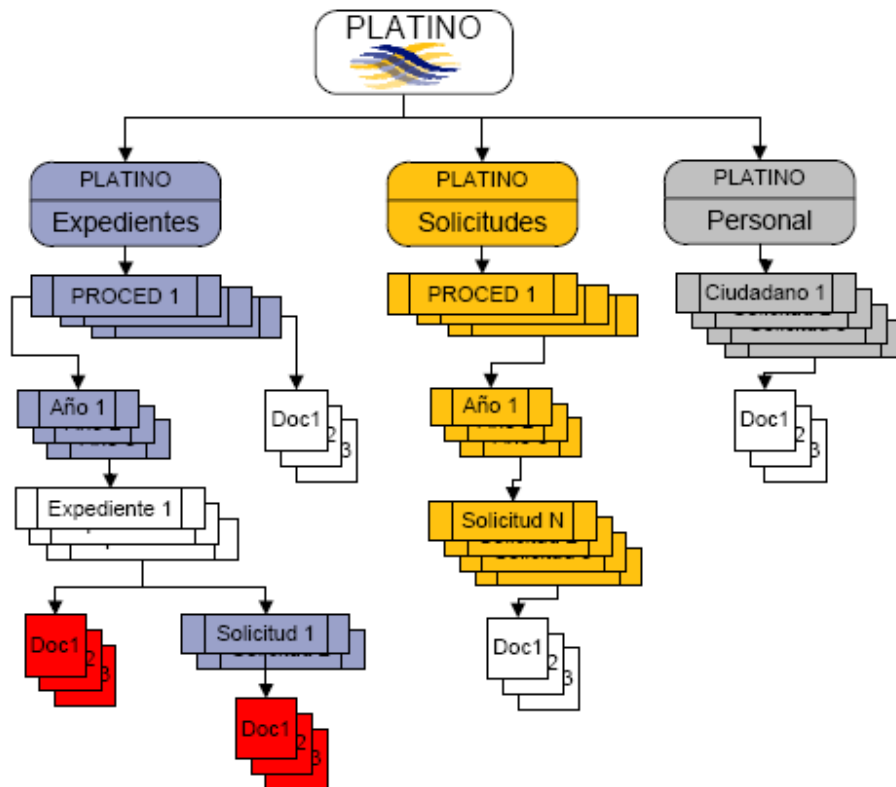 PLATINO
PLATINO
Expedientes
PLATINO
Solicitudes
PLATINO
Personal
PROCED 1
PROCED 1
Ciudadano 1
Año 1
Doc1
2
3
Año 1
Doc1
2
3
Expediente 1
Solicitud N
Doc1
2
3
Solicitud 1
Doc1
2
3
Doc1
2
3